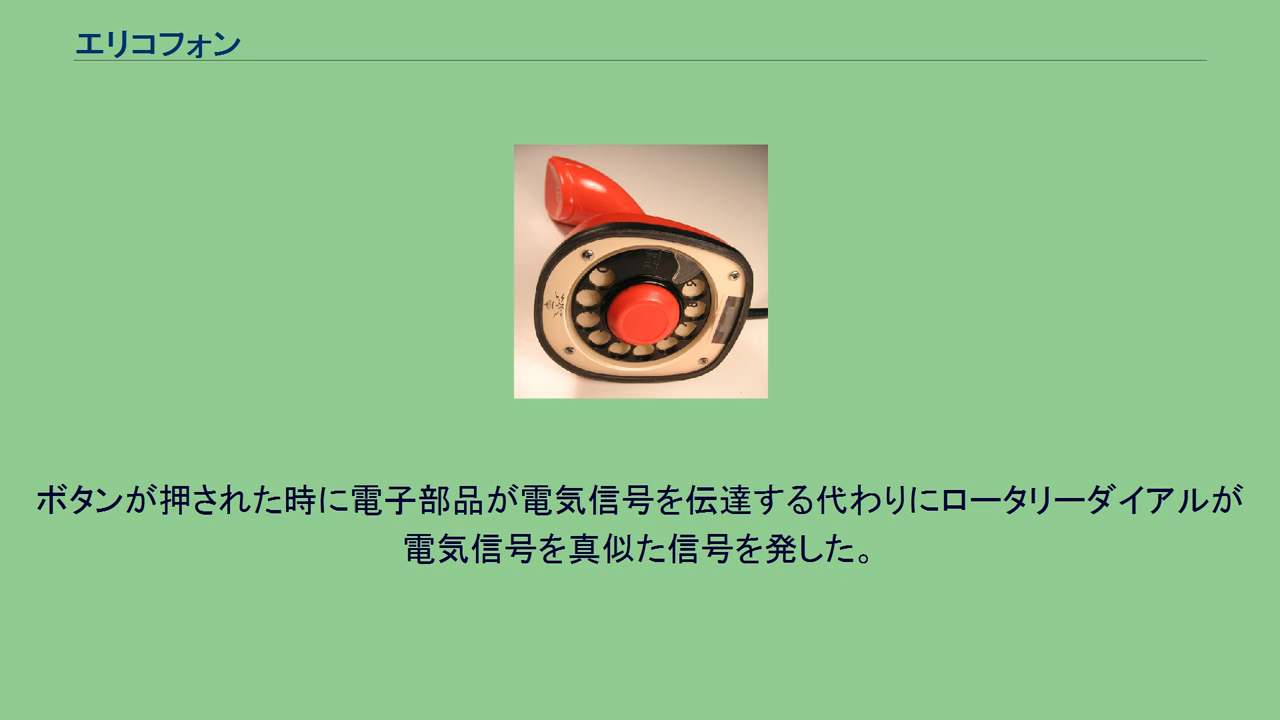 エリコフォン
ボタンが押された時に電子部品が電気信号を伝達する代わりにロータリーダイアルが
電気信号を真似た信号を発した。